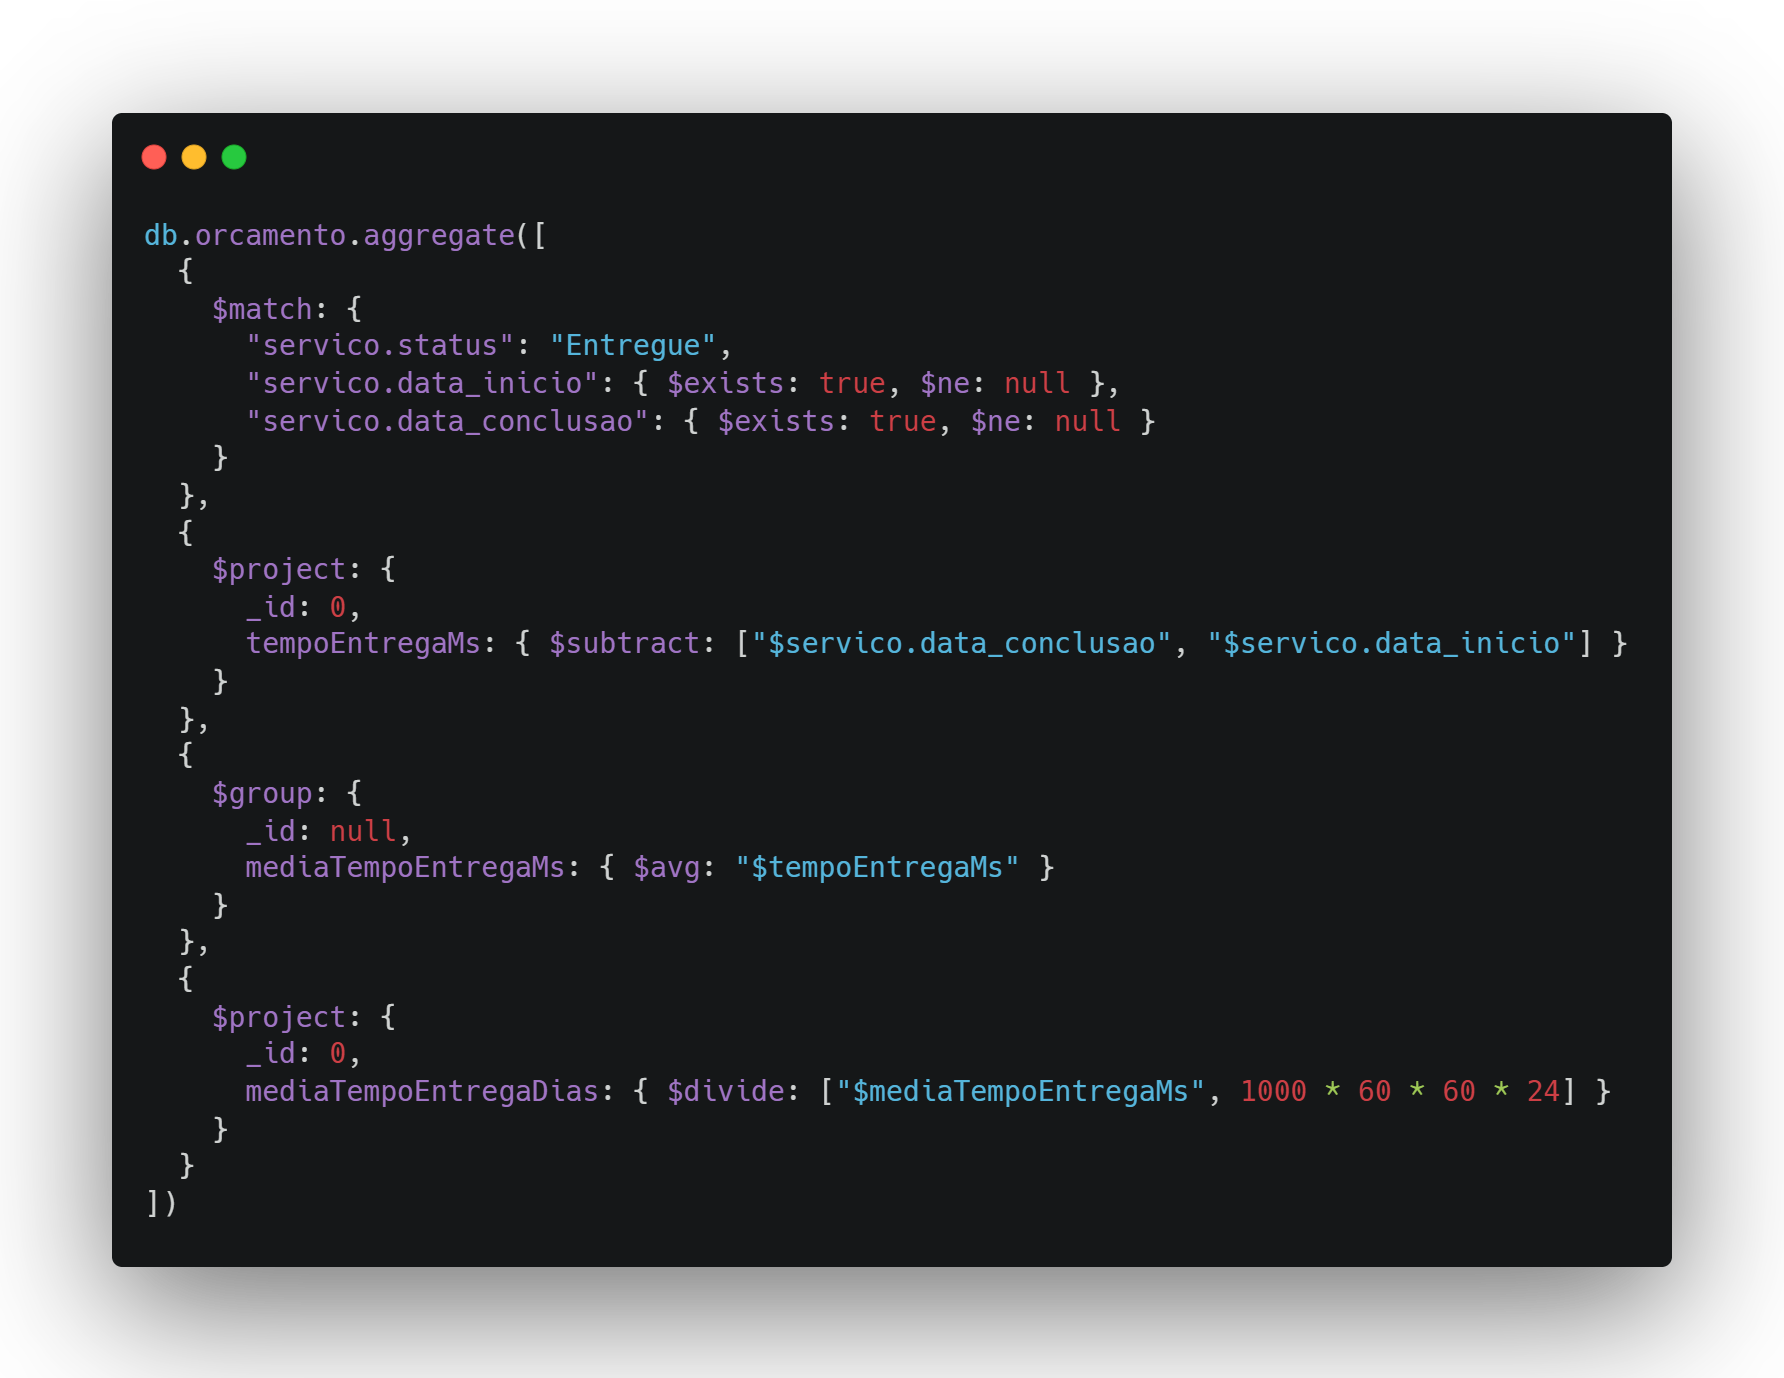 db.orcamento.aggregate([
  {
    $match: {
      "servico.status": "Entregue",
      "servico.data_inicio": { $exists: true, $ne: null },
      "servico.data_conclusao": { $exists: true, $ne: null }
    }
  },
  {
    $project: {
      _id: 0,
      tempoEntregaMs: { $subtract: ["$servico.data_conclusao", "$servico.data_inicio"] }
    }
  },
  {
    $group: {
      _id: null,
      mediaTempoEntregaMs: { $avg: "$tempoEntregaMs" }
    }
  },
  {
    $project: {
      _id: 0,
      mediaTempoEntregaDias: { $divide: ["$mediaTempoEntregaMs", 1000 * 60 * 60 * 24] }
    }
  }
])